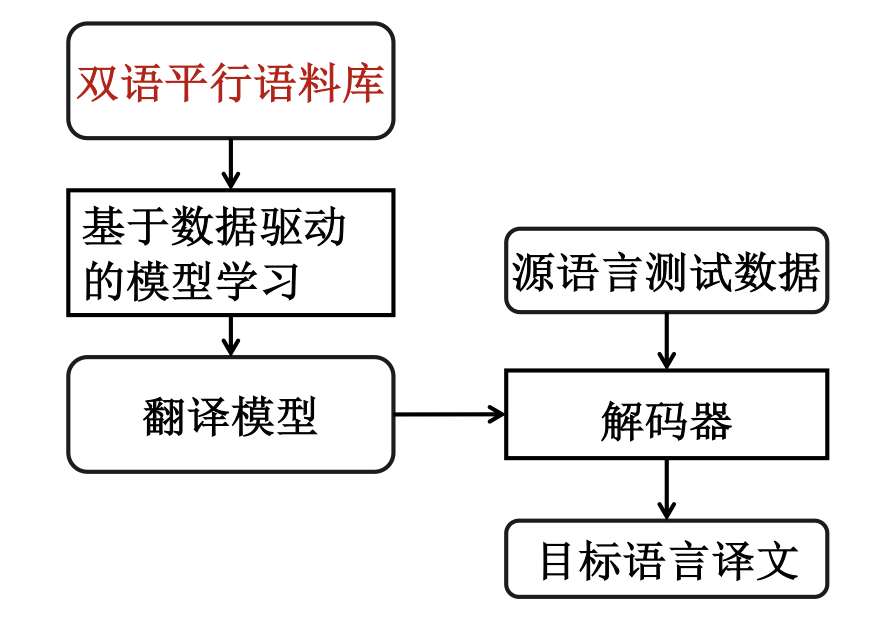 双语平行语料库
基于数据驱动
的模型学习
翻译模型
源语言测试数据
解码器
目标语言译文